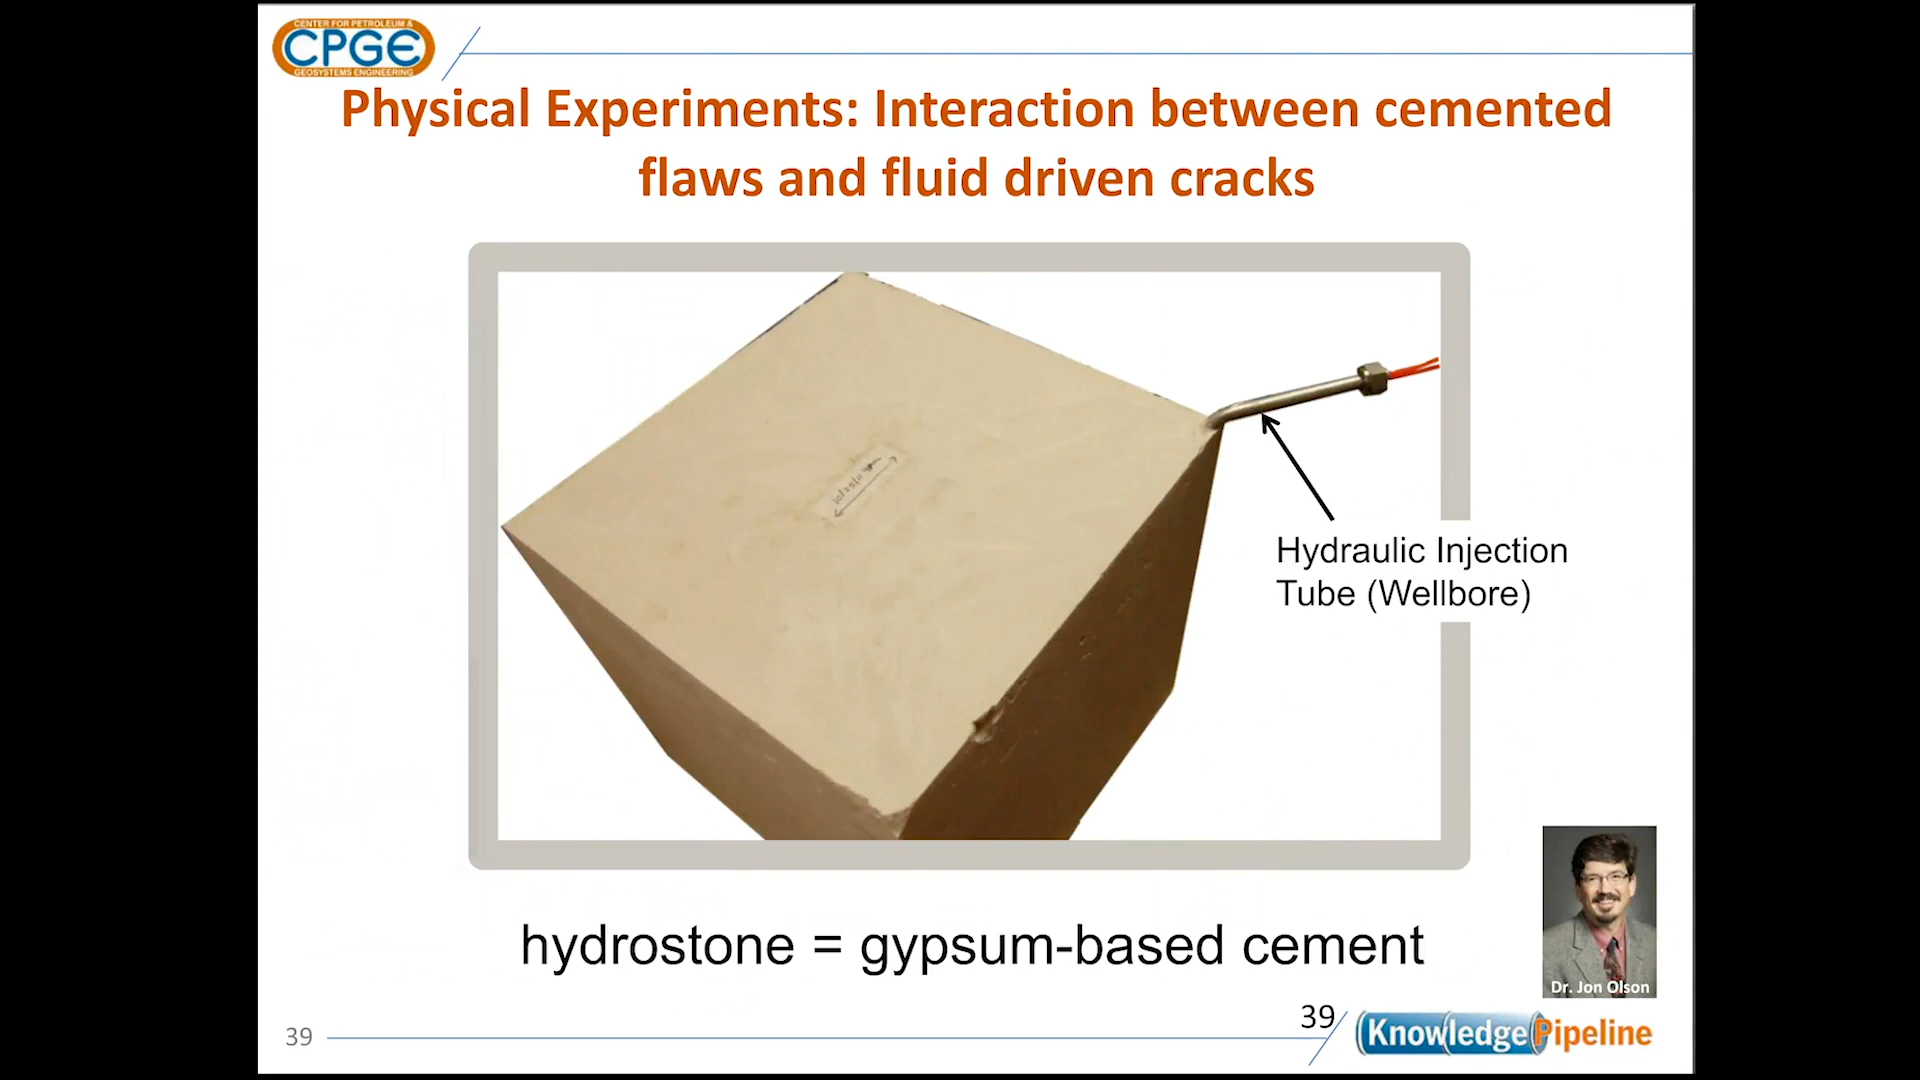 CENTER FOR PETROLEUM &
CPGE
GEOSYSTEMS ENGINEERING
Physical Experiments: Interaction between cemented
flaws and fluid driven cracks
Hydraulic Injection
Tube (Wellbore)
hydrostone = gypsum-based cement
Dr. Jon Olson
39
39
Knowledge Pipeline